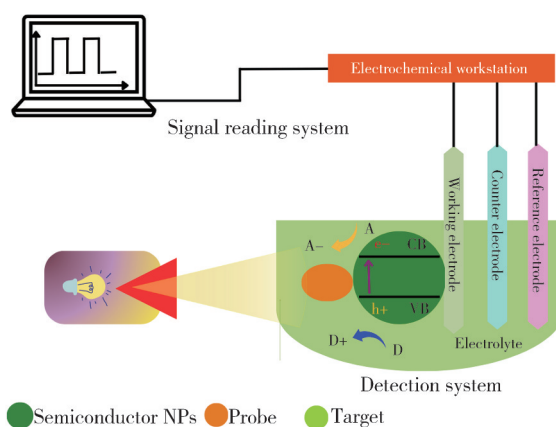 Electrochemical workstation
Signal reading system
Working electrode
Counter electrode
Reference electrode
A
A−
e−
CB
h+
VB
D+
D
Electrolyte
Detection system
Semiconductor NPs
Probe
Target